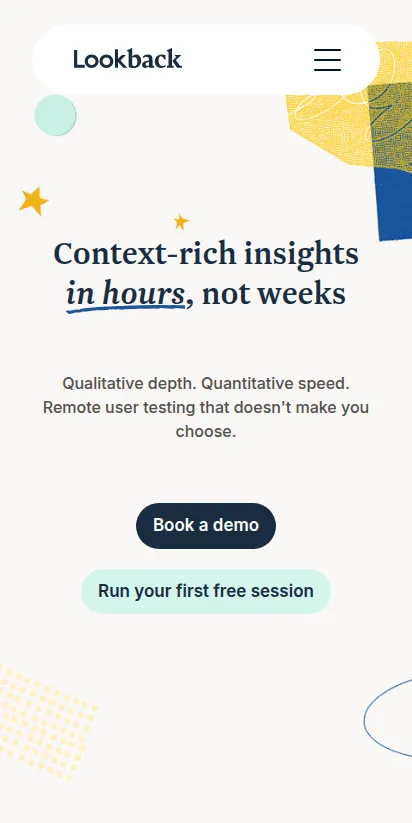 Lookback
Context-rich insights
in hours, not weeks
Qualitative depth. Quantitative speed.
Remote user testing that doesn't make you
choose.
Book a demo
Run your first free session